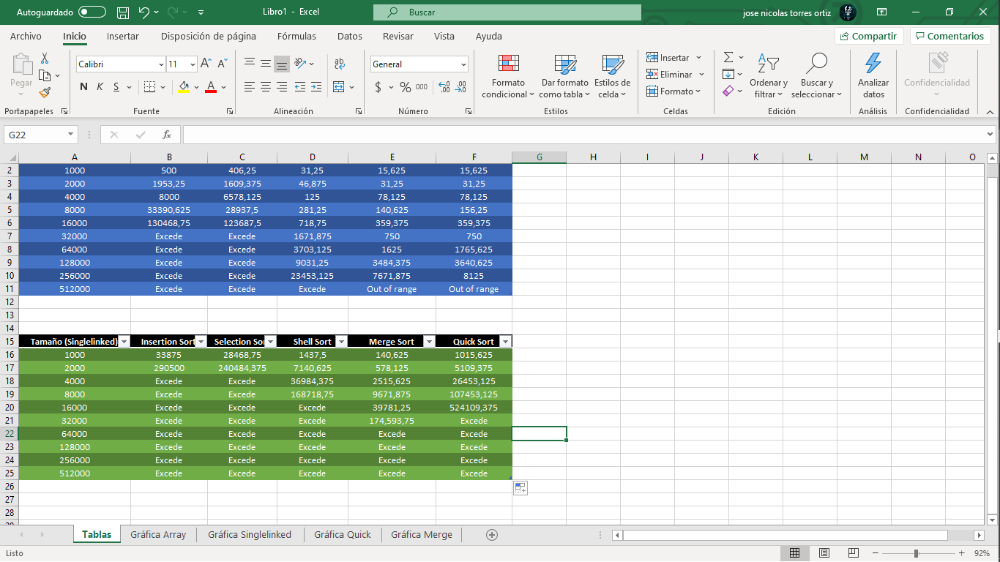 Autoguardado Libro1 - Excel Buscar jose nicolas torres ortiz
Archivo Inicio Insertar Disposición de página Fórmulas Datos Revisar Vista Ayuda Compartir Comentarios
Pegar Calibri 11 General Formato condicional Dar formato como tabla Estilos de celda Insertar Eliminar Formato Ordenar y filtrar Buscar y seleccionar Analizar datos Confidencialidad
N K S $ % 000
Portapapeles Fuente Alineación Número Estilos Celdas Edición Análisis Confidencialidad
G22 fx
A B C D E F G H I J K L M N O
2 1000 500 406,25 31,25 15,625 15,625
3 2000 1953,25 1609,375 46,875 31,25 31,25
4 4000 8000 6578,125 125 78,125 78,125
5 8000 33390,625 28937,5 281,25 140,625 156,25
6 16000 130468,75 123687,5 718,75 359,375 359,375
7 32000 Excede Excede 1671,875 750 750
8 64000 Excede Excede 3703,125 1625 1765,625
9 128000 Excede Excede 9031,25 3484,375 3640,625
10 256000 Excede Excede 23453,125 7671,875 8125
11 512000 Excede Excede Excede Out of range Out of range
12
13
14
15 Tamaño (Singlelinked) Insertion Sort Selection Sor Shell Sort Merge Sort Quick Sort
16 1000 33875 28468,75 1437,5 140,625 1015,625
17 2000 290500 240484,375 7140,625 578,125 5109,375
18 4000 Excede Excede 36984,375 2515,625 26453,125
19 8000 Excede Excede 168718,75 9671,875 107453,125
20 16000 Excede Excede Excede 39781,25 524109,375
21 32000 Excede Excede Excede 174,593,75 Excede
22 64000 Excede Excede Excede Excede Excede
23 128000 Excede Excede Excede Excede Excede
24 256000 Excede Excede Excede Excede Excede
25 512000 Excede Excede Excede Excede Excede
26
27
28
29
Tablas Gráfica Array Gráfica Singlelinked Gráfica Quick Gráfica Merge
Listo 92%